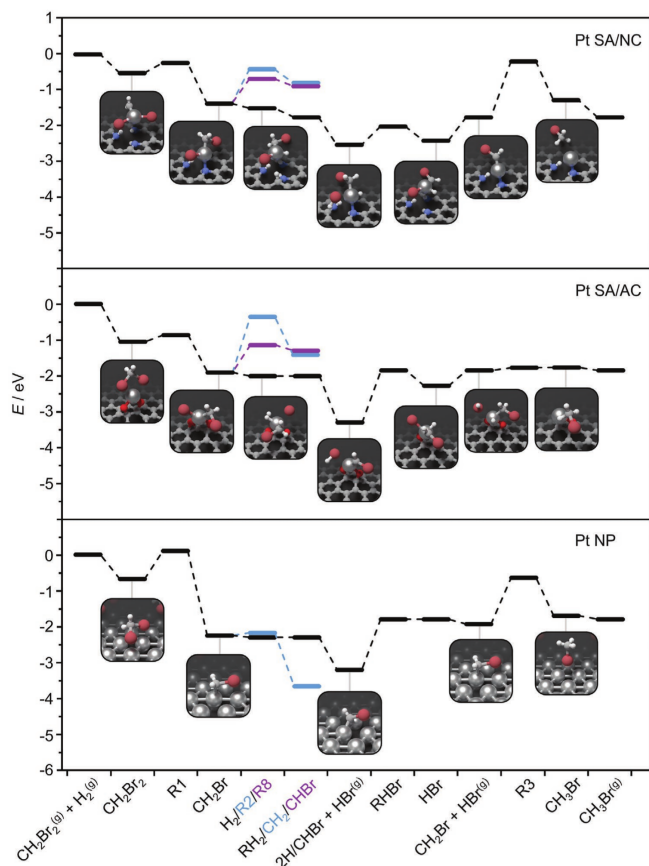 1
0
-1
-2
-3
-4
-5
Pt SA/NC
0
-1
-2
-3
-4
-5
Pt SA/AC
E / eV
0
-1
-2
-3
-4
-5
-6
Pt NP
CH₂Br₂⁽ᵍ⁾ + H₂⁽ᵍ⁾
CH₂Br₂
R1
CH₂Br
H₂/R2/R8
RH₂/CH₂/CHBr
2H/CHBr + HBr⁽ᵍ⁾
RHBr
HBr
CH₂Br + HBr⁽ᵍ⁾
R3
CH₃Br
CH₃Br⁽ᵍ⁾